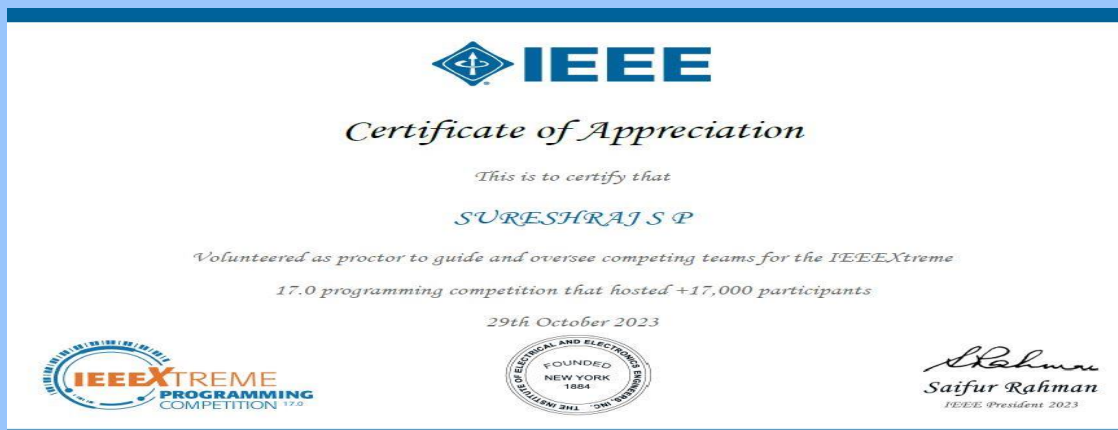 IEEE
Certificate of Appreciation
This is to certify that
SURESHRAJ S P
Volunteered as proctor to guide and oversee competing teams for the IEEEXtreme
17.0 programming competition that hosted +17,000 participants
29th October 2023
IEEEXTREME
PROGRAMMING
COMPETITION 17.0
THE INSTITUTE OF ELECTRICAL AND ELECTRONICS ENGINEERS, INC.
FOUNDED
NEW YORK
1884
SRahman
Saifur Rahman
IEEE President 2023